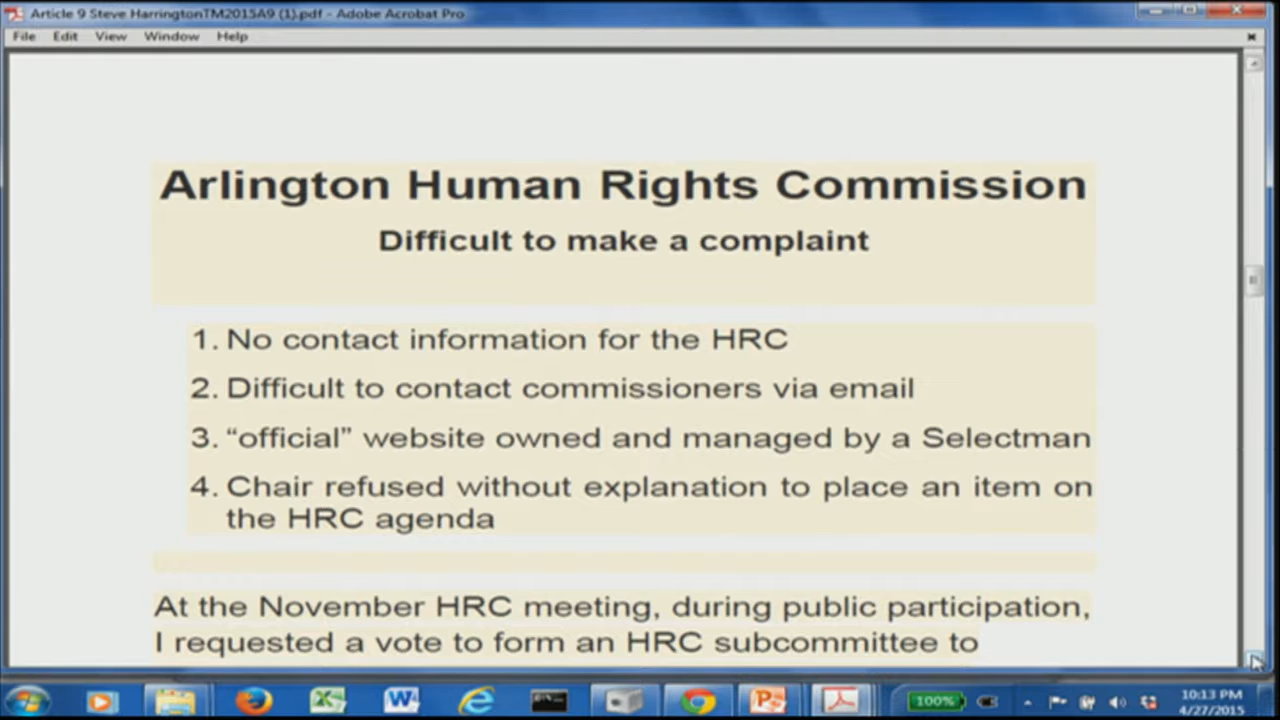 Article 9 Steve HarringtonTM2015A9 (1).pdf - Adobe Acrobat Pro
File Edit View Window Help
Arlington Human Rights Commission
Difficult to make a complaint
1. No contact information for the HRC
2. Difficult to contact commissioners via email
3. “official” website owned and managed by a Selectman
4. Chair refused without explanation to place an item on
the HRC agenda
At the November HRC meeting, during public participation,
I requested a vote to form an HRC subcommittee to
100%
10:13 PM
4/27/2015